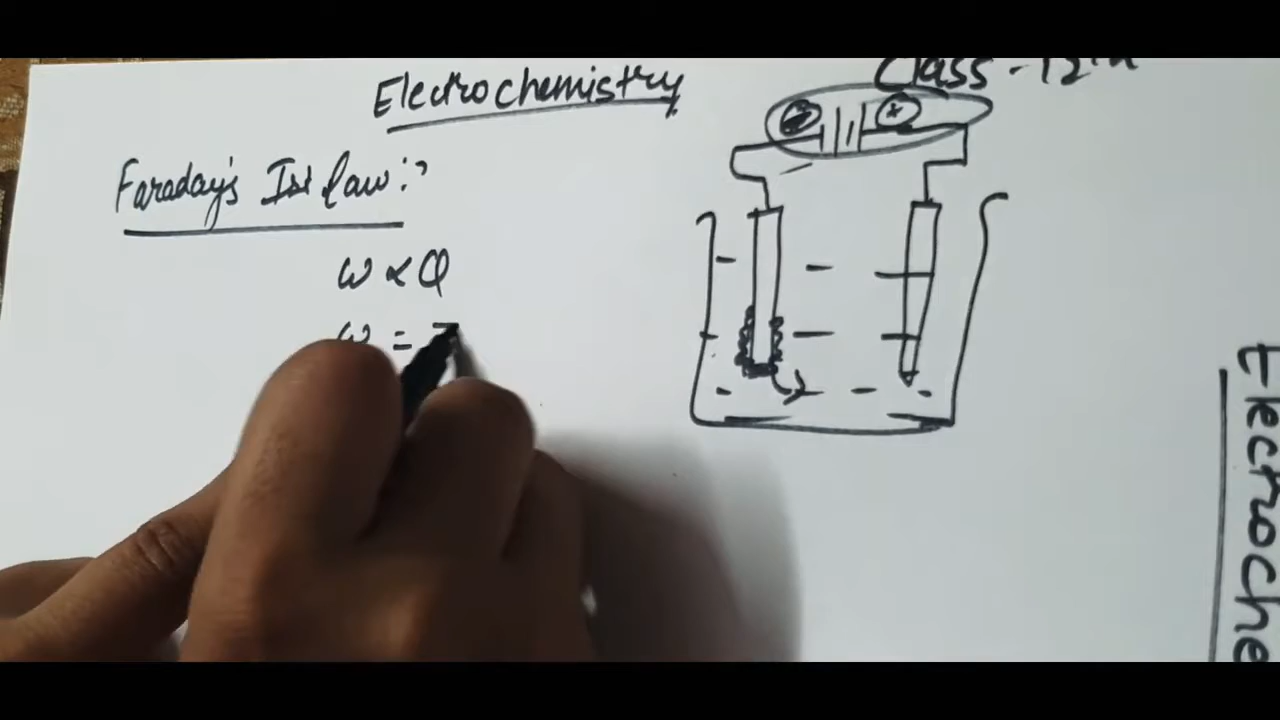 Electrochemistry
Class - 12th
Faraday's Ist law :-
w ∝ Q
w =
+
Electroche